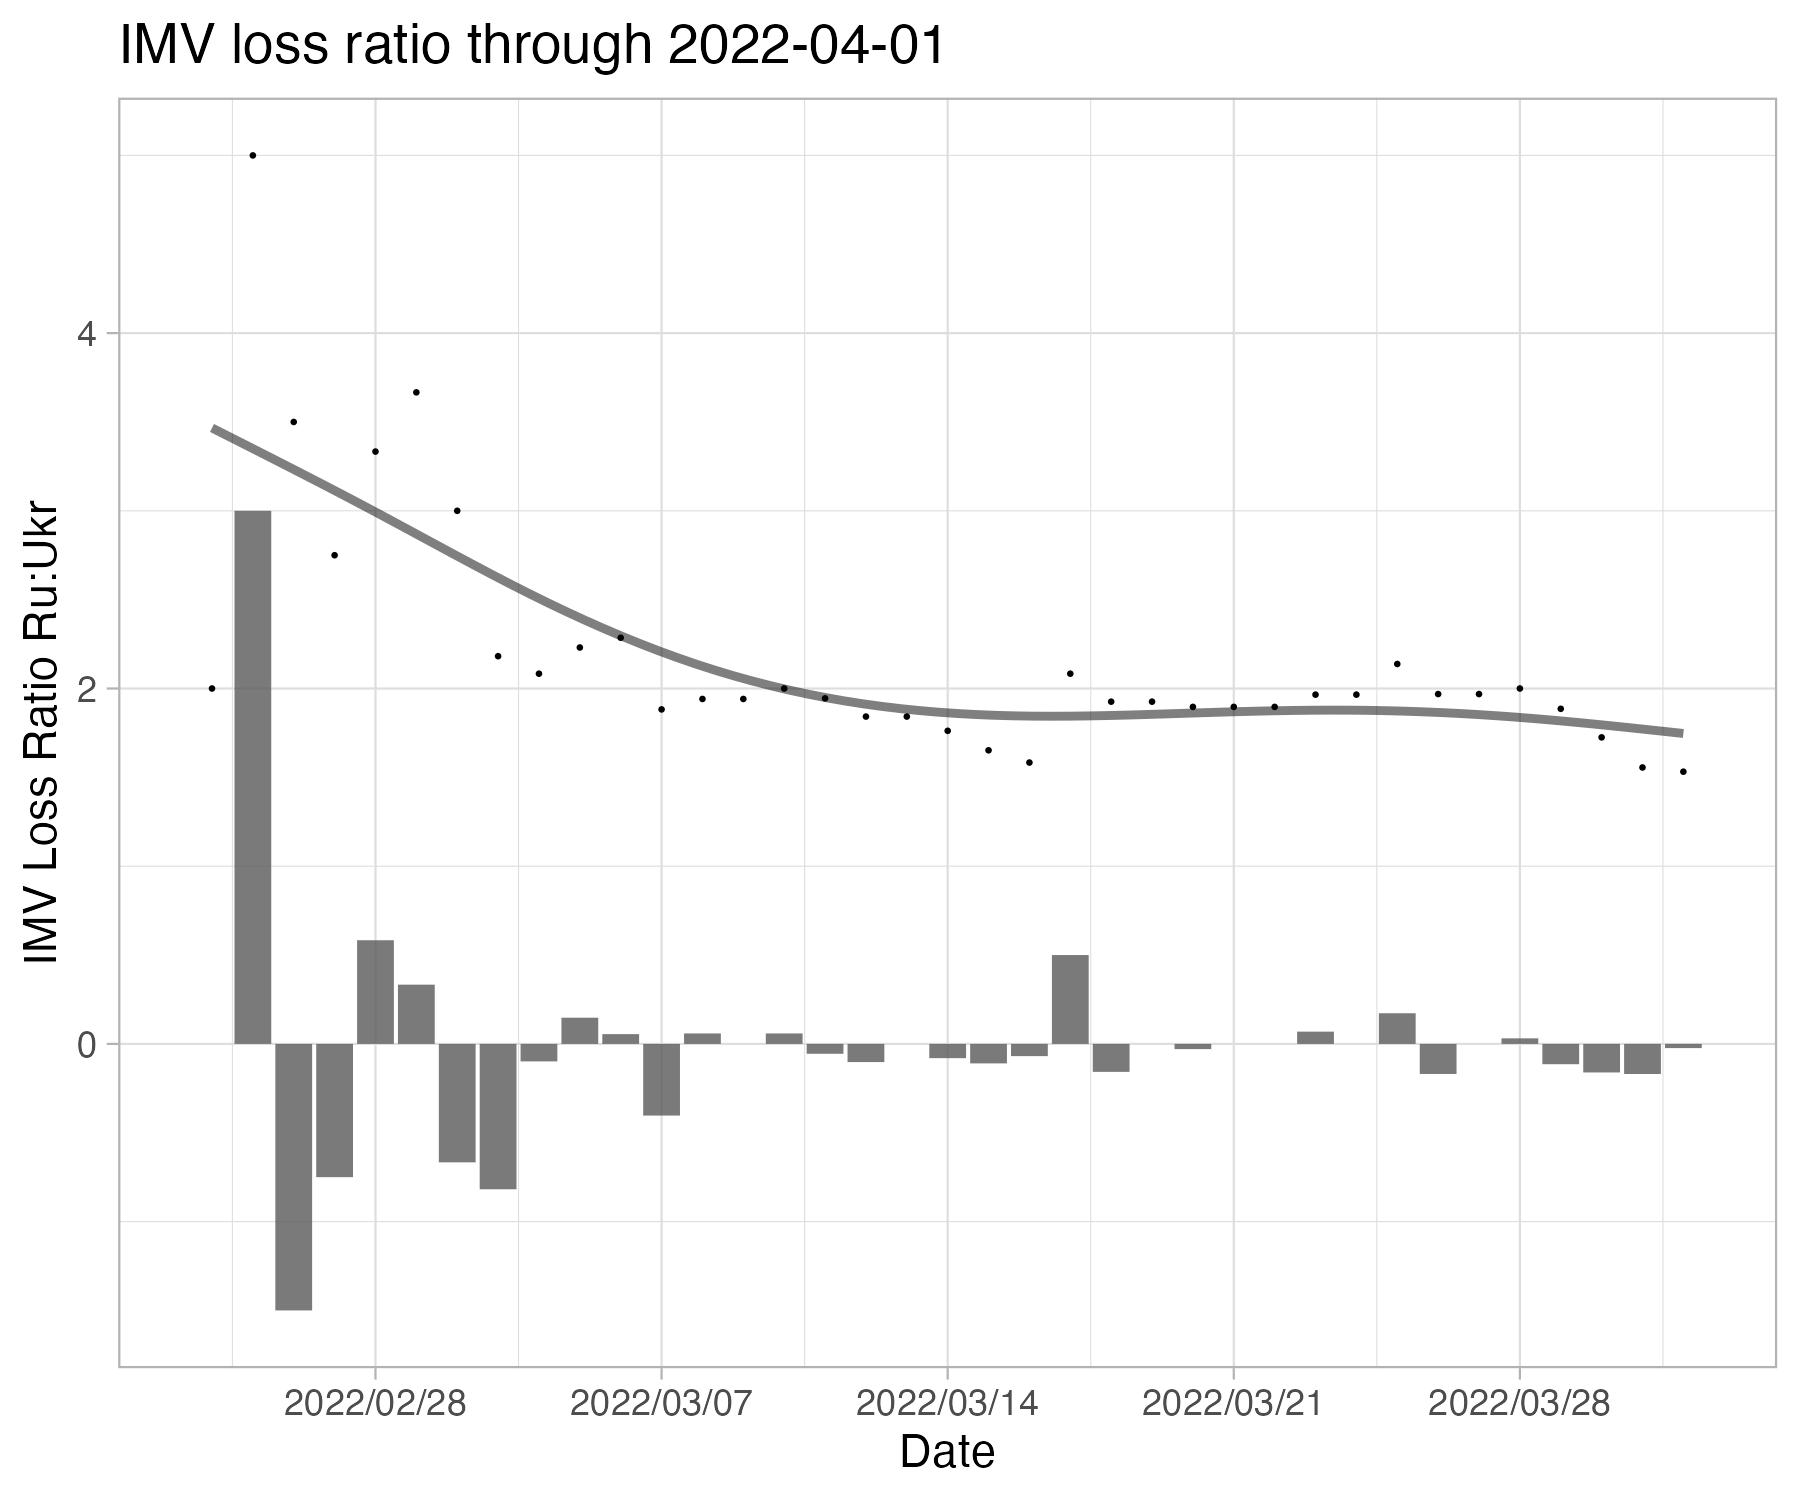 IMV loss ratio through 2022-04-01
IMV Loss Ratio Ru:Ukr
4
2
0
2022/02/28 2022/03/07 2022/03/14 2022/03/21 2022/03/28
Date